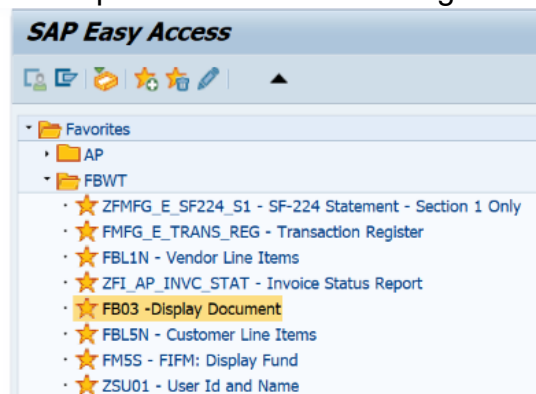 SAP Easy Access
Favorites
AP
FBWT
ZFMFG_E_SF224_S1 - SF-224 Statement - Section 1 Only
FMFG_E_TRANS_REG - Transaction Register
FBL1N - Vendor Line Items
ZFI_AP_INVC_STAT - Invoice Status Report
FB03 -Display Document
FBL5N - Customer Line Items
FM5S - FIFM: Display Fund
ZSU01 - User Id and Name